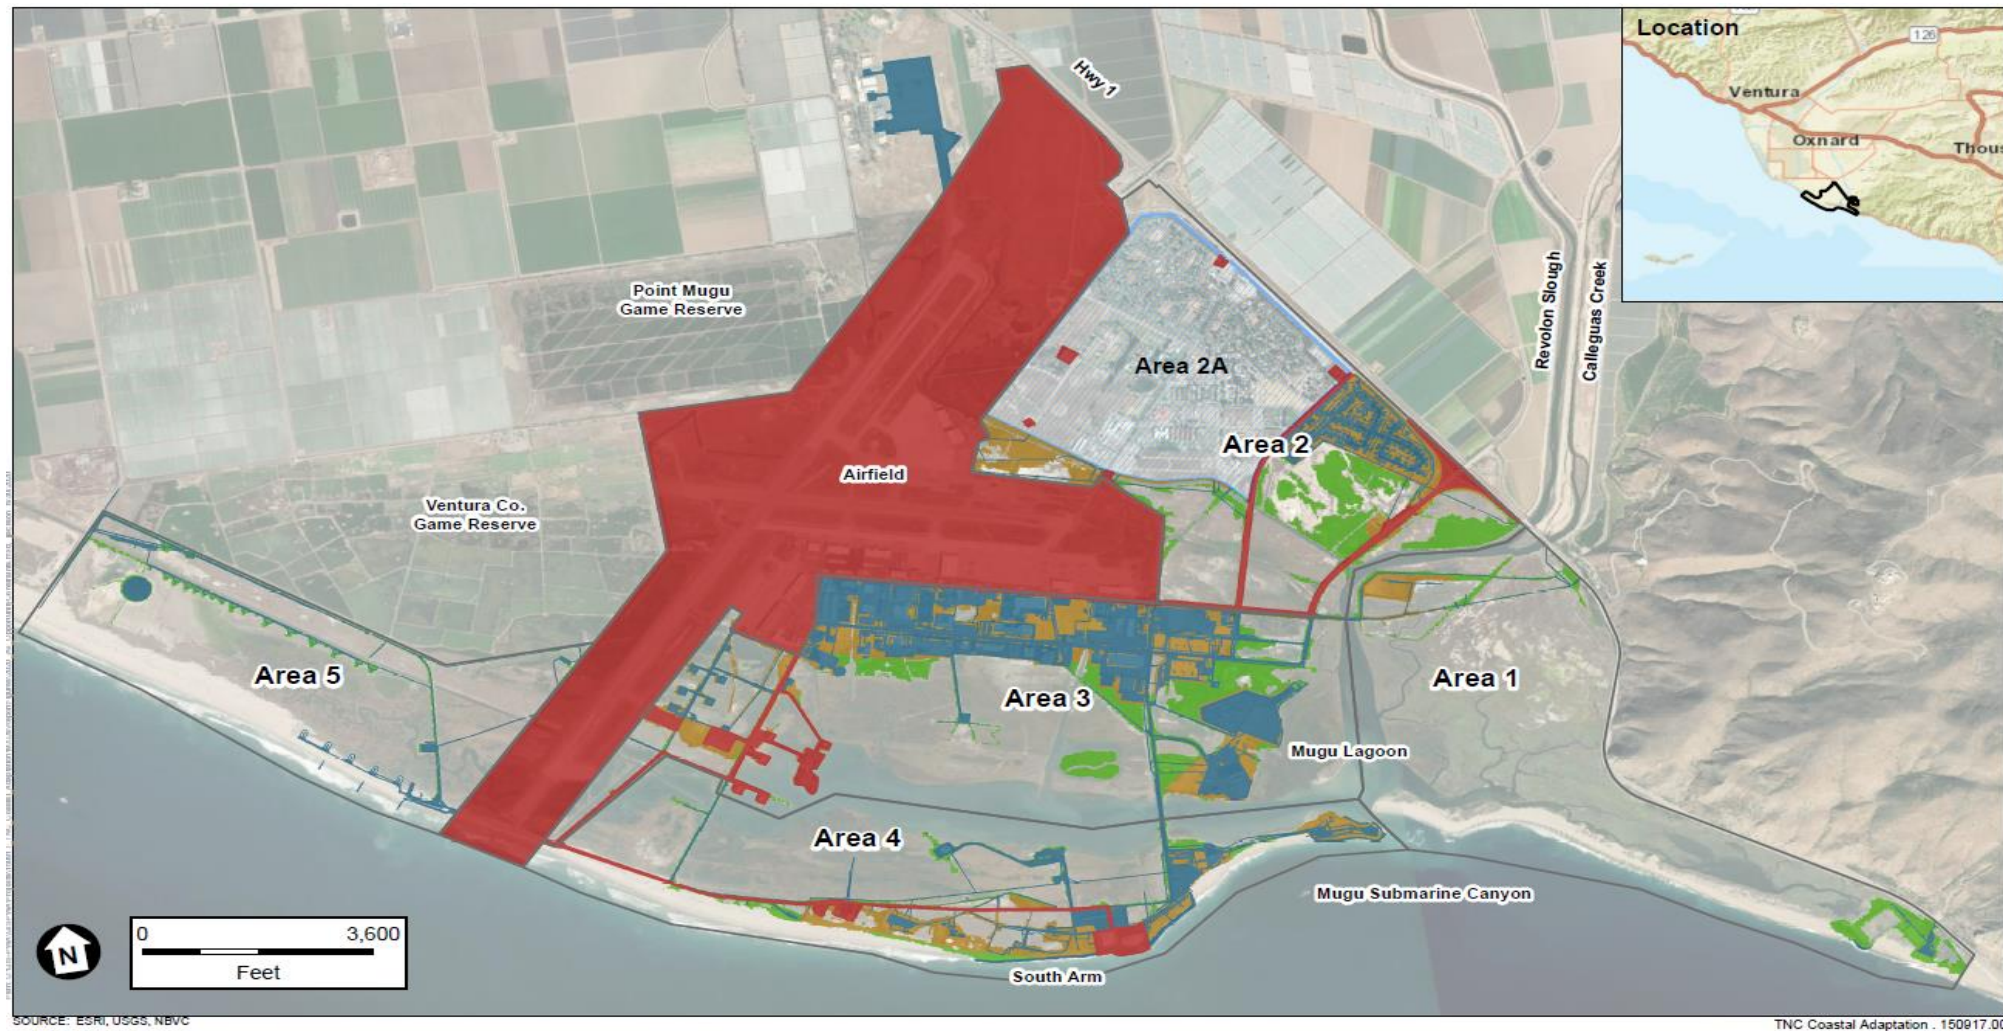 Location
126
Ventura
Oxnard
Thous
Hwy 1
Revolon Slough
Calleguas Creek
Point Mugu
Game Reserve
Area 2A
Area 2
Airfield
Ventura Co.
Game Reserve
Area 5
Area 3
Area 1
Mugu Lagoon
Area 4
Mugu Submarine Canyon
South Arm
N
0 3,600
Feet
SOURCE: ESRI, USGS, NBVC
TNC Coastal Adaptation . 150917.00